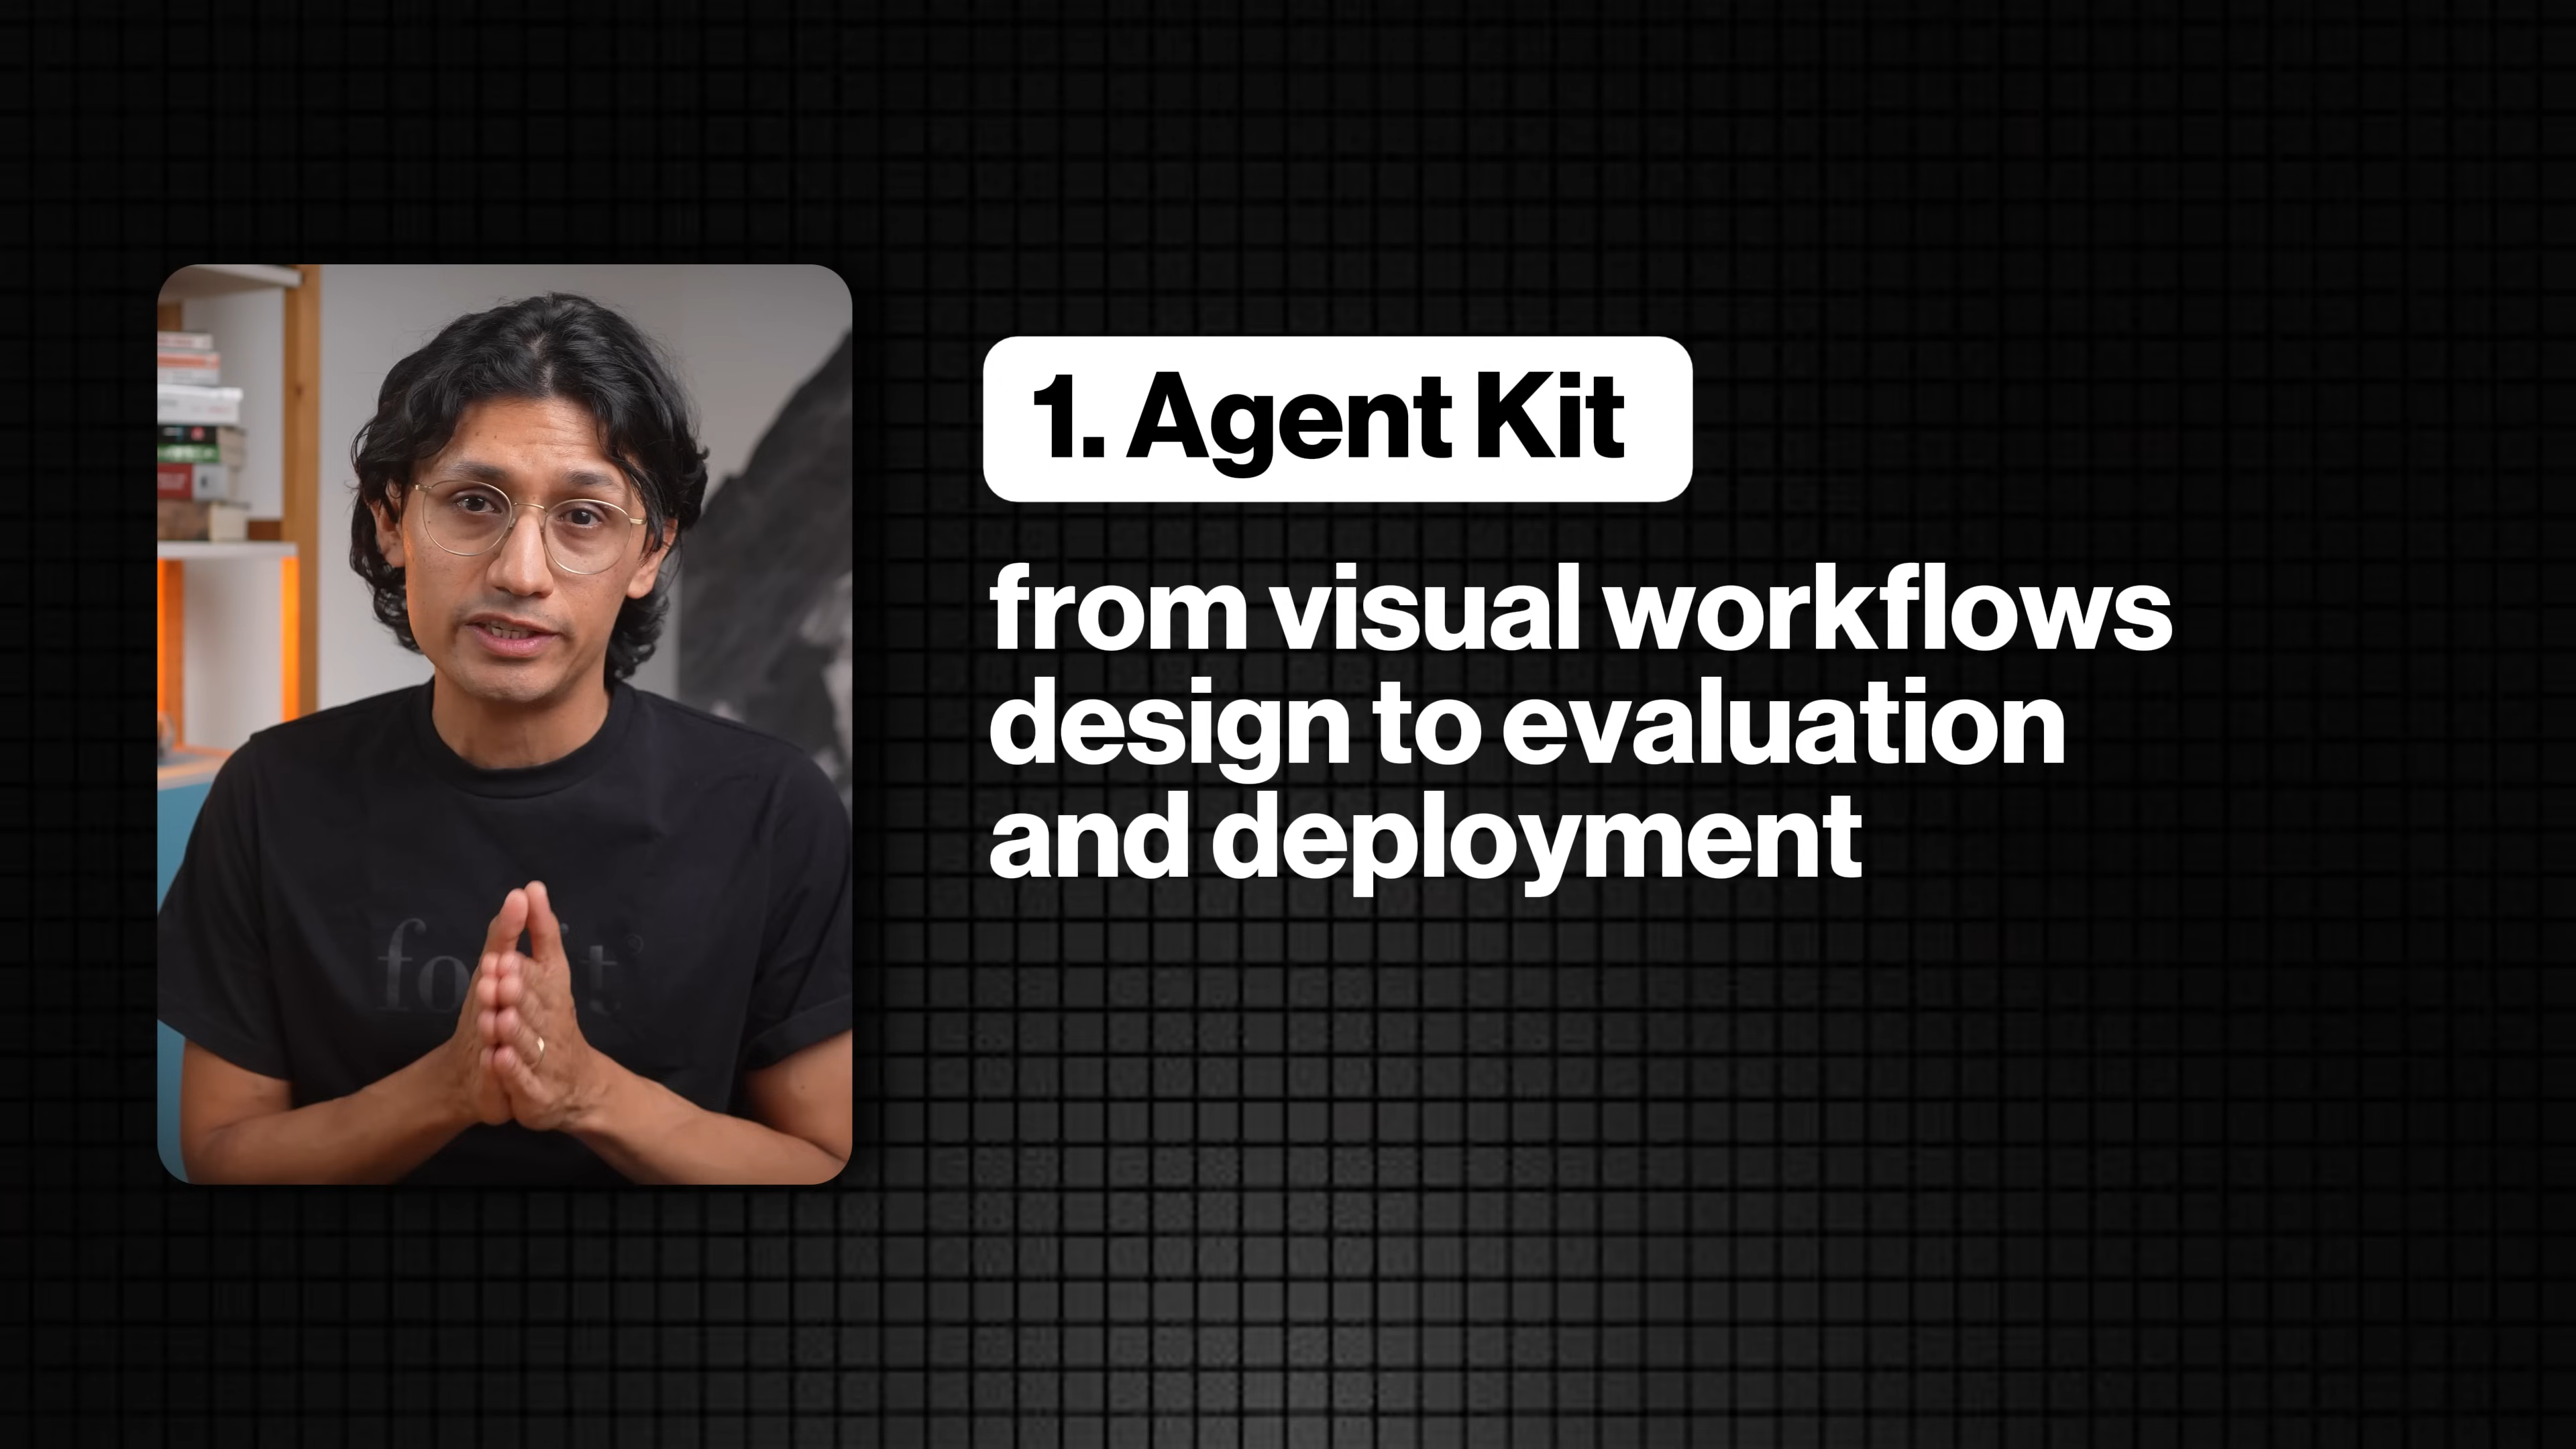 1. Agent Kit
from visual workflows
design to evaluation
and deployment